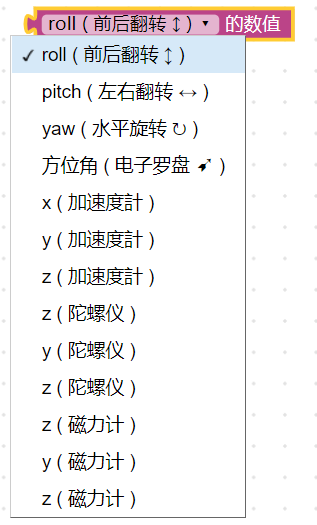 roll ( 前后翻转 ↕ ) ▾ 的数值
✓ roll ( 前后翻转 ↕ )
pitch ( 左右翻转 ↔ )
yaw ( 水平旋转 ↻ )
方位角 ( 电子罗盘 ➹ )
x ( 加速度計 )
y ( 加速度計 )
z ( 加速度計 )
z ( 陀螺仪 )
y ( 陀螺仪 )
z ( 陀螺仪 )
z ( 磁力计 )
y ( 磁力计 )
z ( 磁力计 )